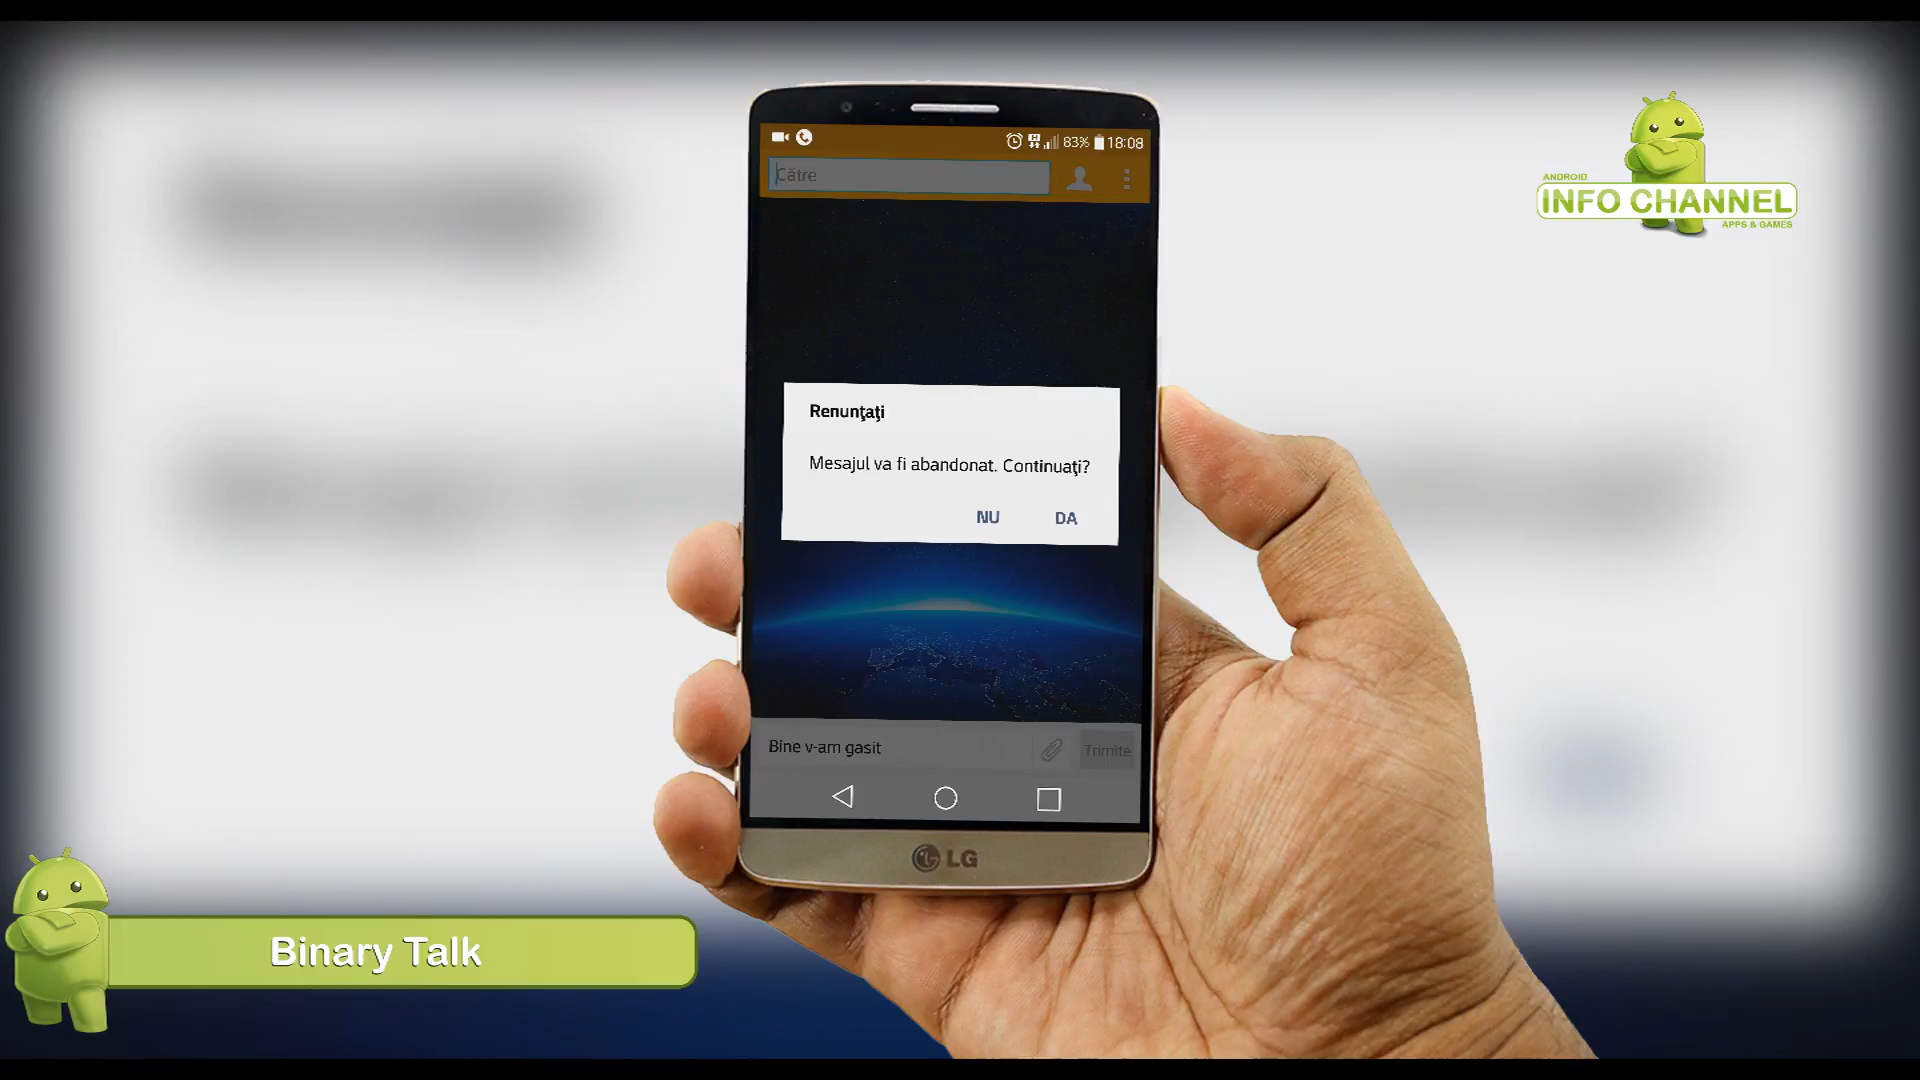 83% 18:08
Către
ANDROID
INFO CHANNEL
APPS & GAMES
Renunţaţi
Mesajul va fi abandonat. Continuaţi?
NU DA
Bine v-am gasit
Trimite
LG
Binary Talk